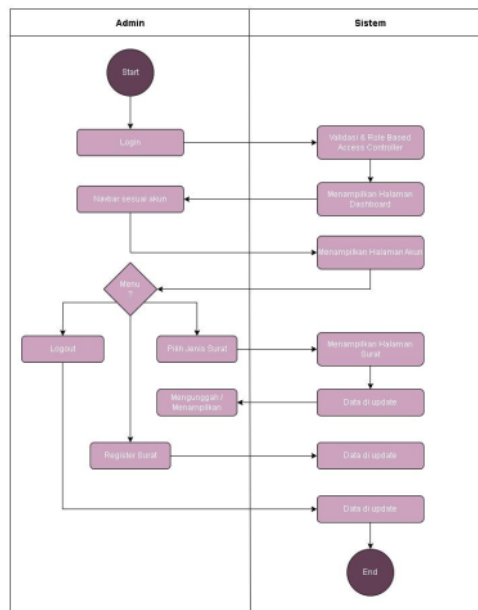 Admin
Sistem
Start
Login
Validasi & Role Based
Access Controller
Menampilkan Halaman
Dashboard
Navbar sesuai akun
Menampilkan Halaman Akun
Menu
?
Logout
Pilih Jenis Surat
Menampilkan Halaman
Surat
Mengunggah /
Menampilkan
Data di update
Register Surat
Data di update
Data di update
End